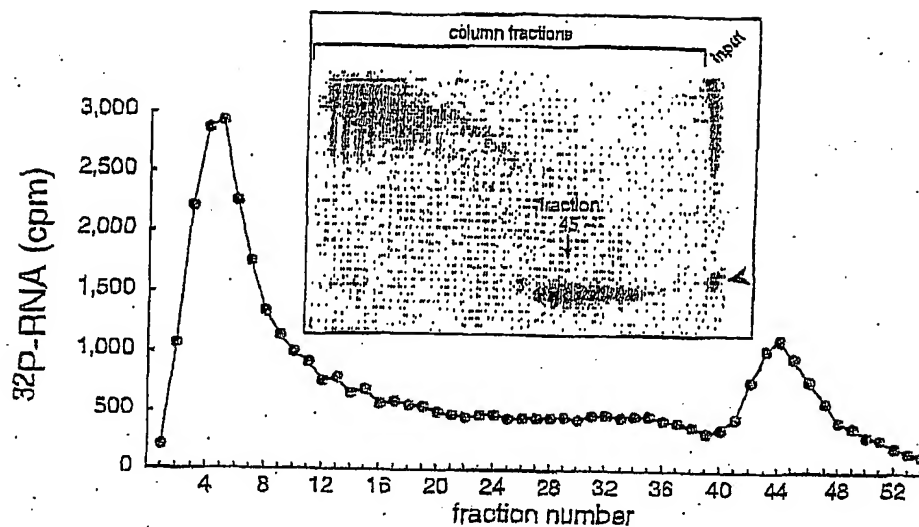 column fractions
input
fraction
45
3,000
2,500
2,000
1,500
1,000
500
0
32P-RNA (cpm)
4 8 12 16 20 24 28 32 36 40 44 48 52
fraction number